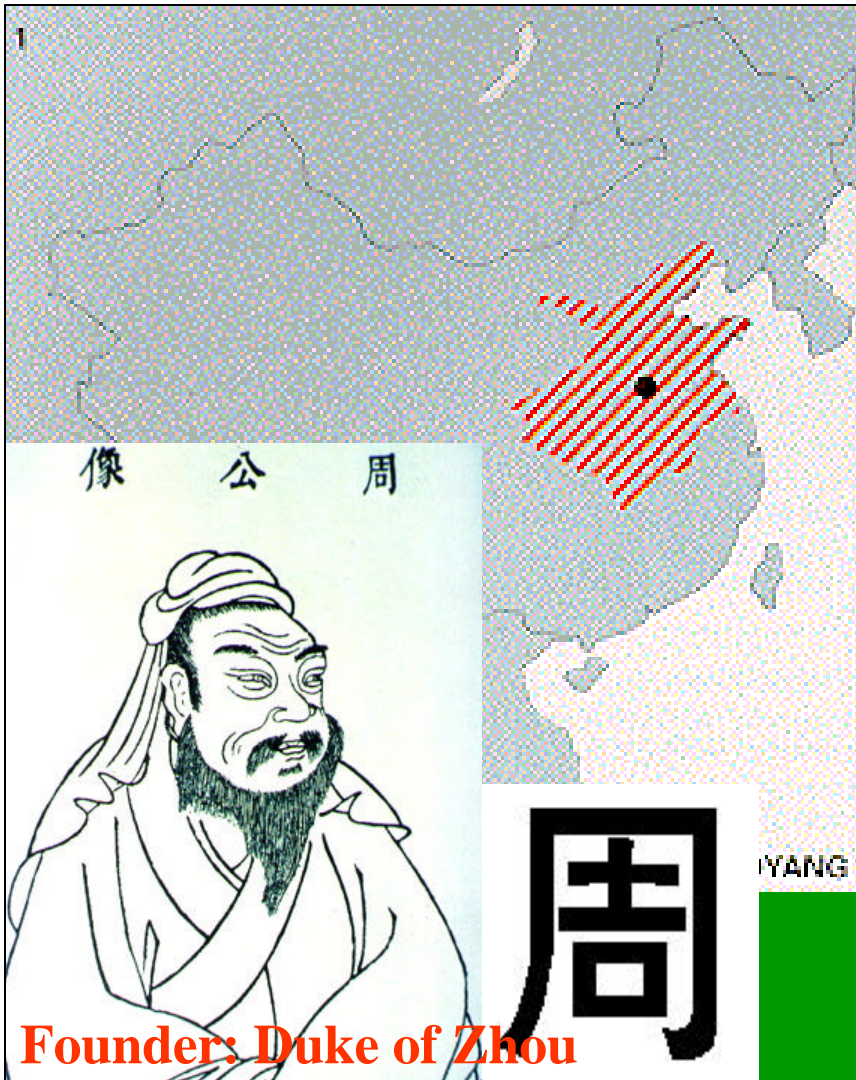 1
像 公 周
周
YANG
Founder: Duke of Zhou